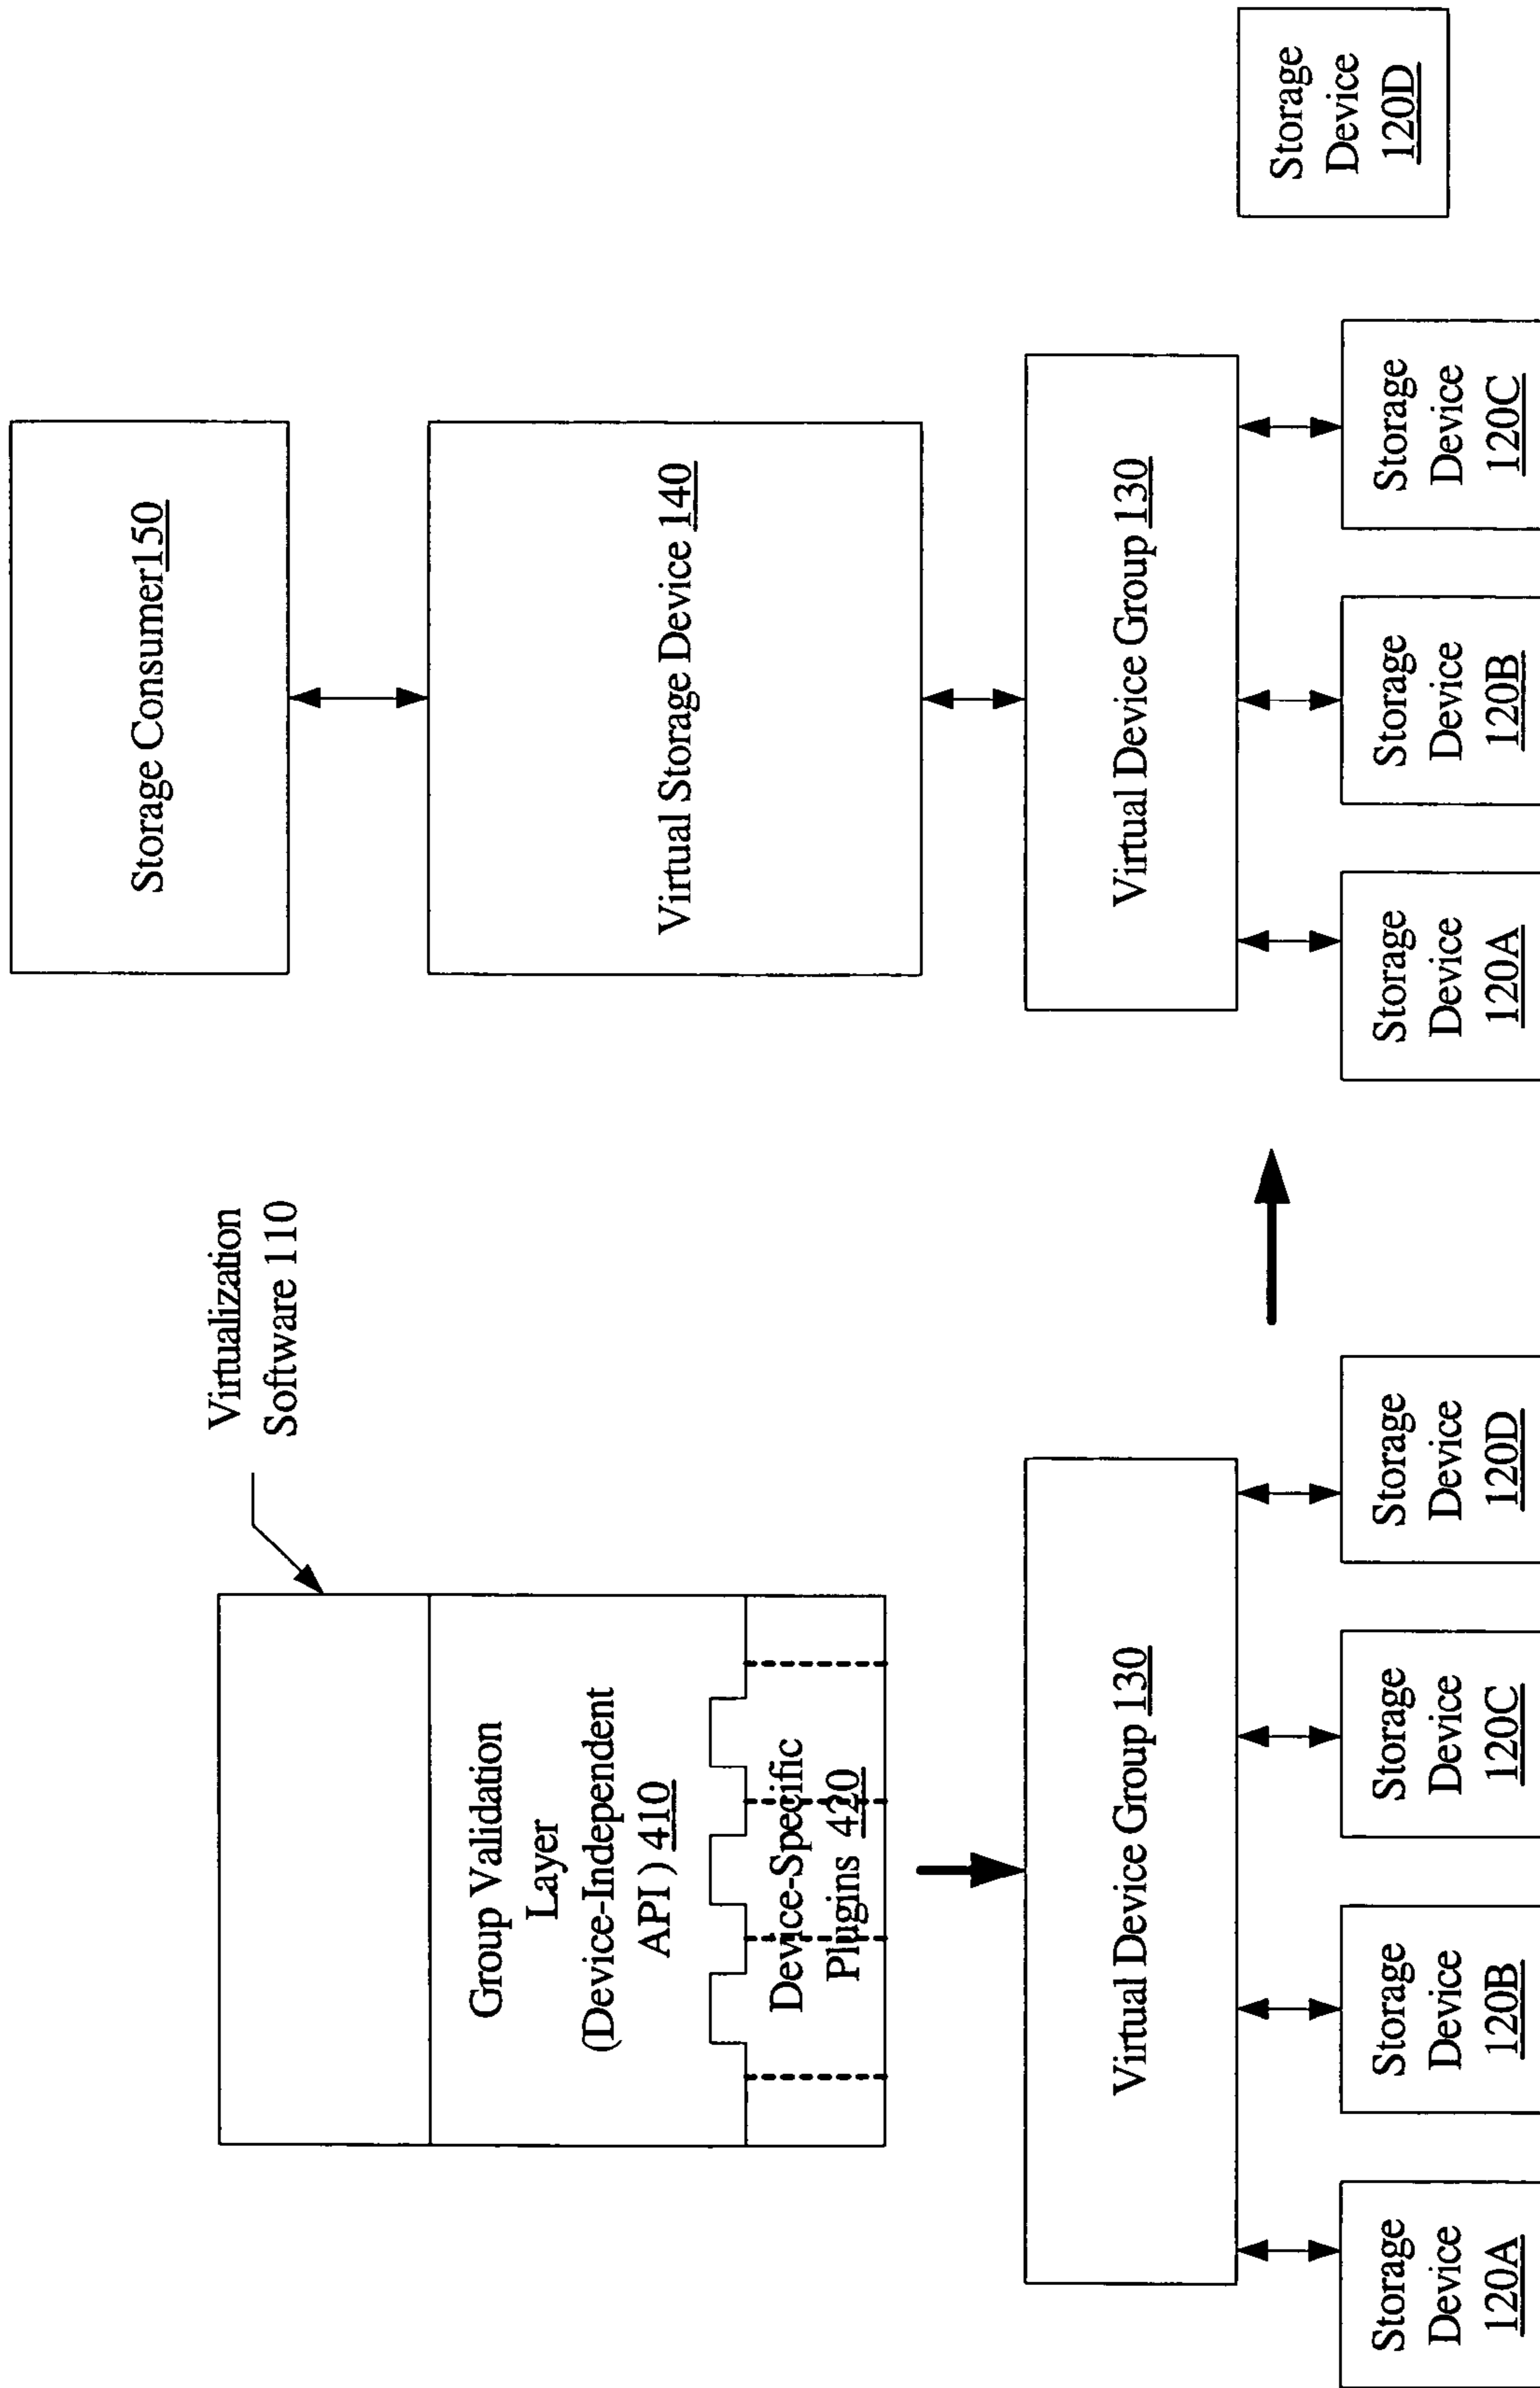 Virtualization
Software 110
Group Validation
Layer
(Device-Independent
API ) 410
Device-Specific
Plugins 420
Virtual Device Group 130
Storage
Device
120A
Storage
Device
120B
Storage
Device
120C
Storage
Device
120D
Storage Consumer150
Virtual Storage Device 140
Virtual Device Group 130
Storage
Device
120A
Storage
Device
120B
Storage
Device
120C
Storage
Device
120D